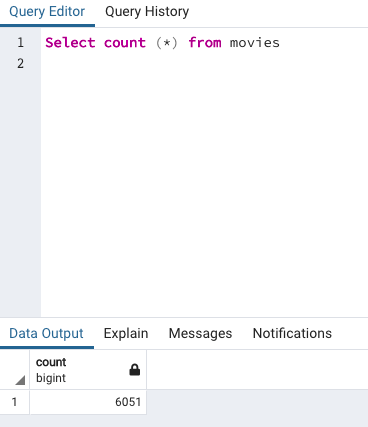 Query Editor Query History
1 Select count (*) from movies
2
Data Output Explain Messages Notifications
count
bigint
1 6051